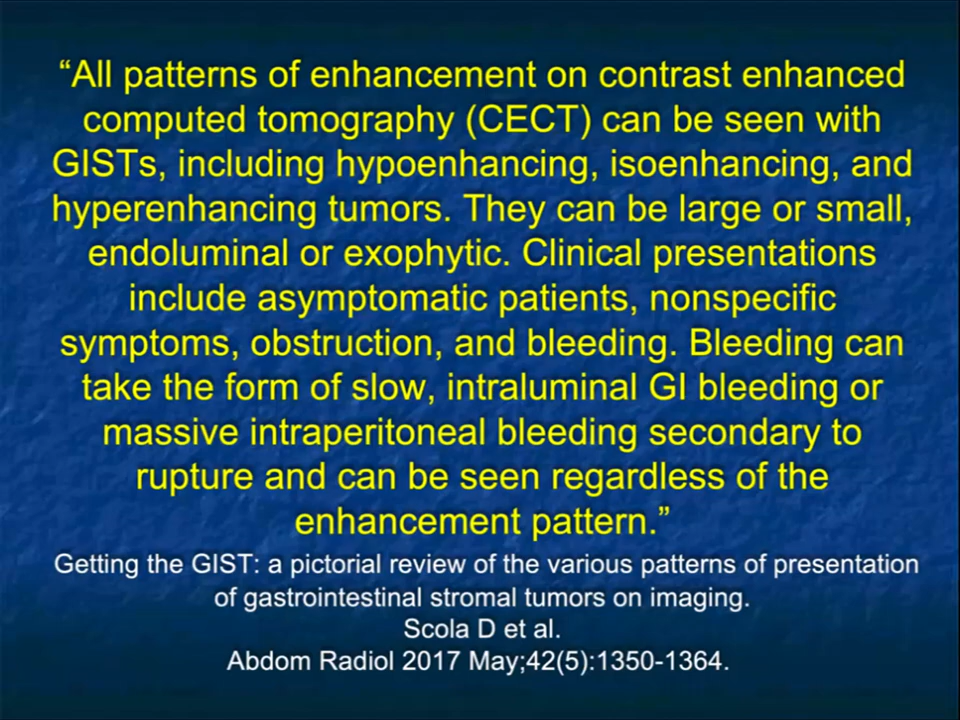 “All patterns of enhancement on contrast enhanced
computed tomography (CECT) can be seen with
GISTs, including hypoenhancing, isoenhancing, and
hyperenhancing tumors. They can be large or small,
endoluminal or exophytic. Clinical presentations
include asymptomatic patients, nonspecific
symptoms, obstruction, and bleeding. Bleeding can
take the form of slow, intraluminal GI bleeding or
massive intraperitoneal bleeding secondary to
rupture and can be seen regardless of the
enhancement pattern.”
Getting the GIST: a pictorial review of the various patterns of presentation
of gastrointestinal stromal tumors on imaging.
Scola D et al.
Abdom Radiol 2017 May;42(5):1350-1364.